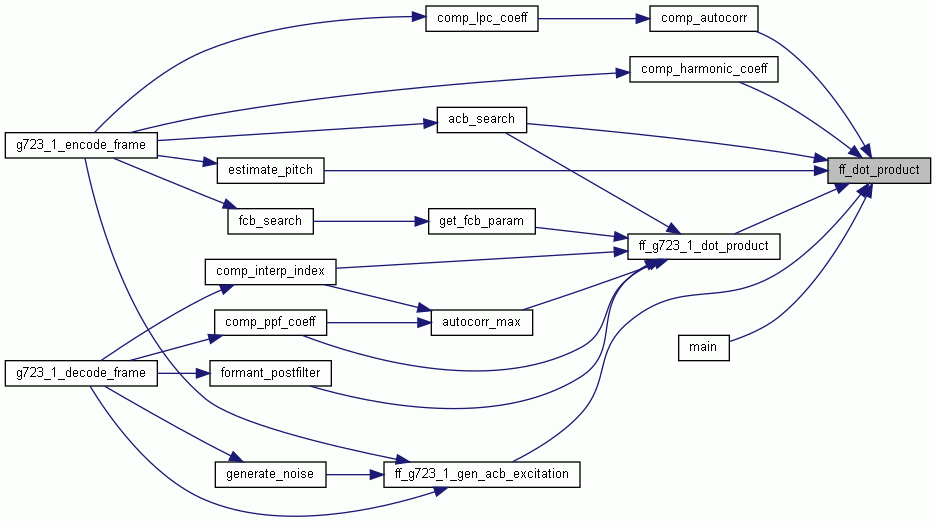 comp_lpc_coeff
comp_autocorr
comp_harmonic_coeff
acb_search
g723_1_encode_frame
estimate_pitch
ff_dot_product
fcb_search
get_fcb_param
ff_g723_1_dot_product
comp_interp_index
comp_ppf_coeff
autocorr_max
main
g723_1_decode_frame
formant_postfilter
generate_noise
ff_g723_1_gen_acb_excitation